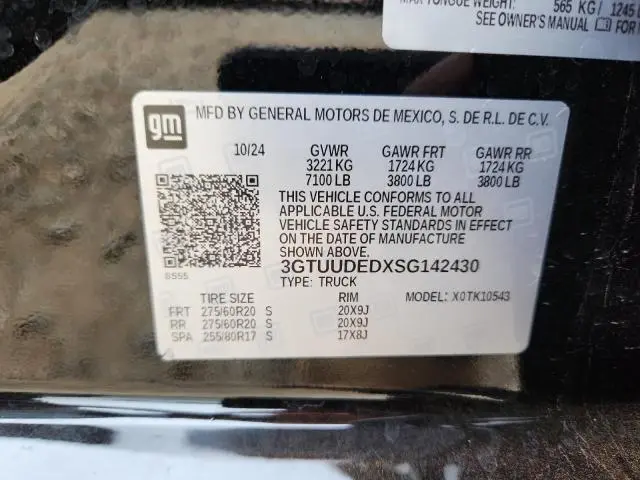 MAX TONGUE WEIGHT: 565 KG / 1245 L
SEE OWNER'S MANUAL FOR
gm
MFD BY GENERAL MOTORS DE MEXICO, S. DE R.L. DE C.V.
10/24 GVWR GAWR FRT GAWR RR
3221 KG 1724 KG 1724 KG
7100 LB 3800 LB 3800 LB
THIS VEHICLE CONFORMS TO ALL
APPLICABLE U.S. FEDERAL MOTOR
VEHICLE SAFETY STANDARDS IN EFFECT
ON THE DATE OF MANUFACTURE
SHOWN ABOVE.
3GTUUDEDXSG142430
8555
TYPE: TRUCK MODEL: X0TK10543
TIRE SIZE RIM
FRT 275/60R20 S 20X9J
RR 275/60R20 S 20X9J
SPA 255/80R17 S 17X8J